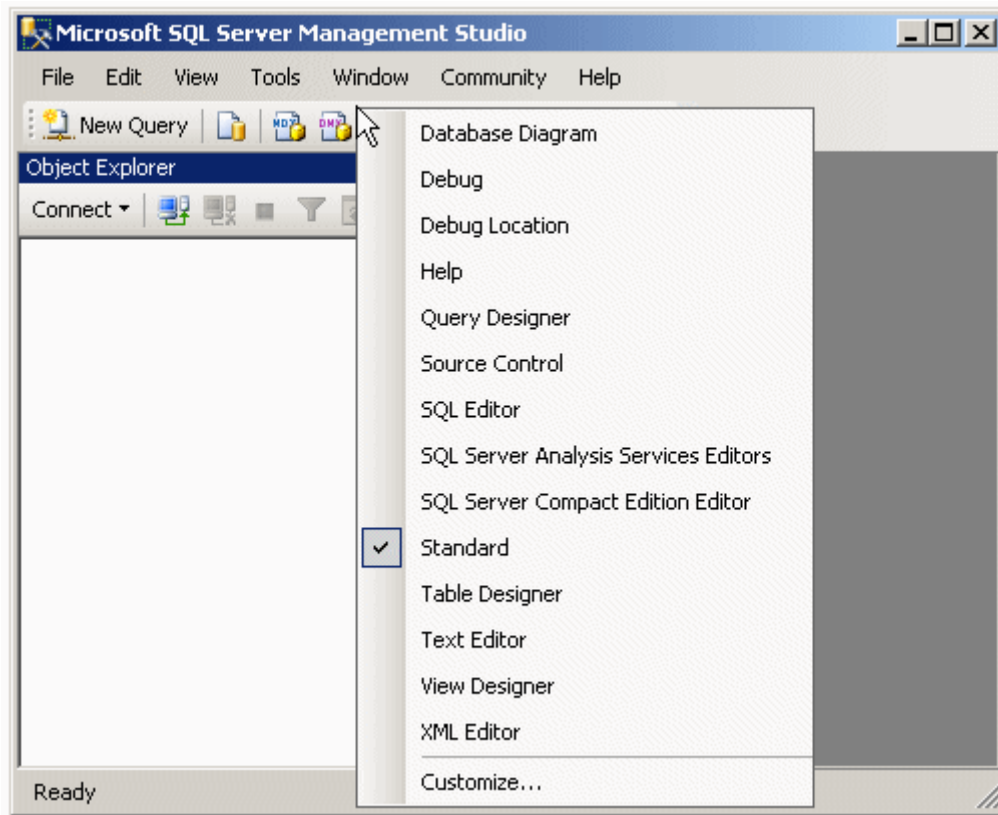 Microsoft SQL Server Management Studio
File Edit View Tools Window Community Help
New Query MDX DMX
Object Explorer
Connect
Database Diagram
Debug
Debug Location
Help
Query Designer
Source Control
SQL Editor
SQL Server Analysis Services Editors
SQL Server Compact Edition Editor
Standard
Table Designer
Text Editor
View Designer
XML Editor
Customize...
Ready